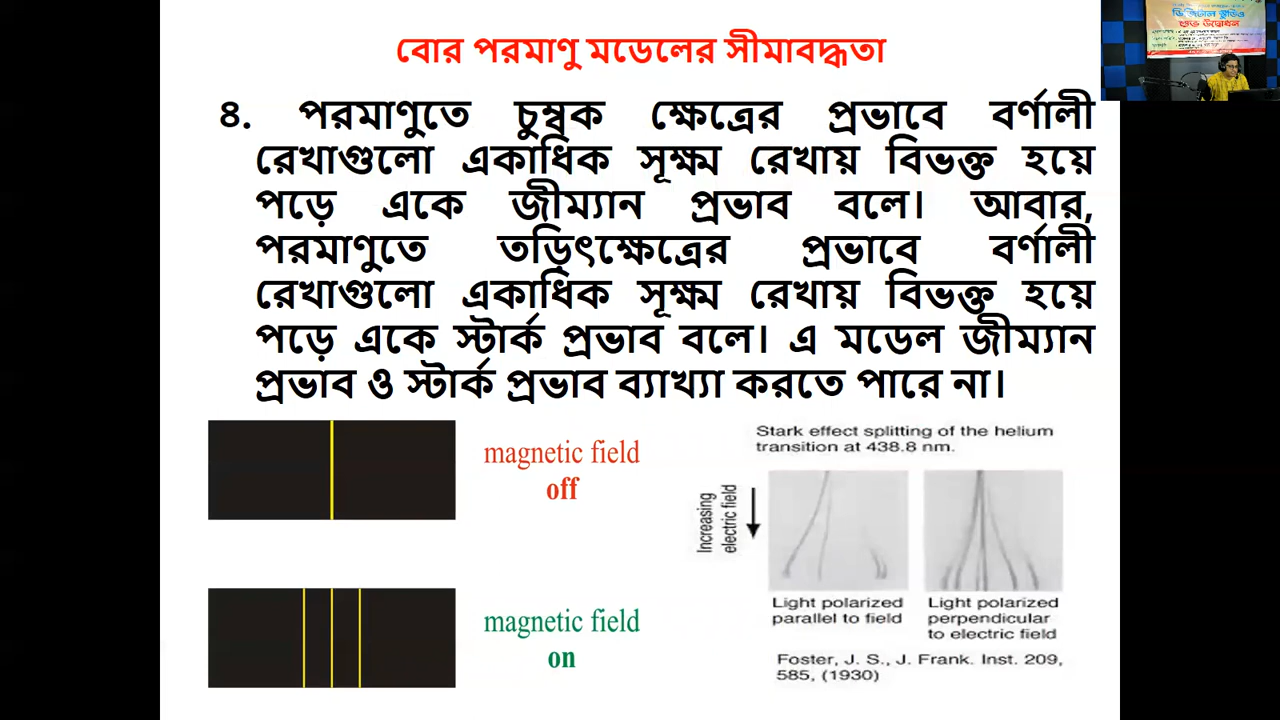 বোর পরমাণু মডেলের সীমাবদ্ধতা
৪. পরমাণুতে চুম্বক ক্ষেত্রের প্রভাবে বর্ণালী
রেখাগুলো একাধিক সূক্ষ্ম রেখায় বিভক্ত হয়ে
পড়ে একে জীম্যান প্রভাব বলে। আবার,
পরমাণুতে তড়িৎক্ষেত্রের প্রভাবে বর্ণালী
রেখাগুলো একাধিক সূক্ষ্ম রেখায় বিভক্ত হয়ে
পড়ে একে স্টার্ক প্রভাব বলে। এ মডেল জীম্যান
প্রভাব ও স্টার্ক প্রভাব ব্যাখ্যা করতে পারে না।
magnetic field
off
magnetic field
on
Stark effect splitting of the helium
transition at 438.8 nm.
Increasing
electric field
Light polarized
parallel to field
Light polarized
perpendicular
to electric field
Foster, J. S., J. Frank. Inst. 209,
585, (1930)
ডিজিটাল স্টুডিও
শুভ উদ্বোধন